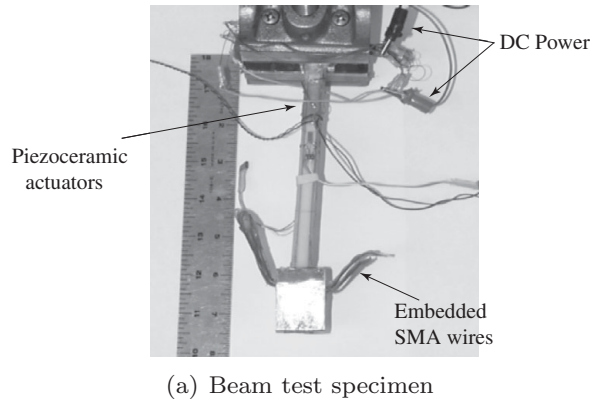 DC Power
Piezoceramic
actuators
Embedded
SMA wires
(a) Beam test specimen